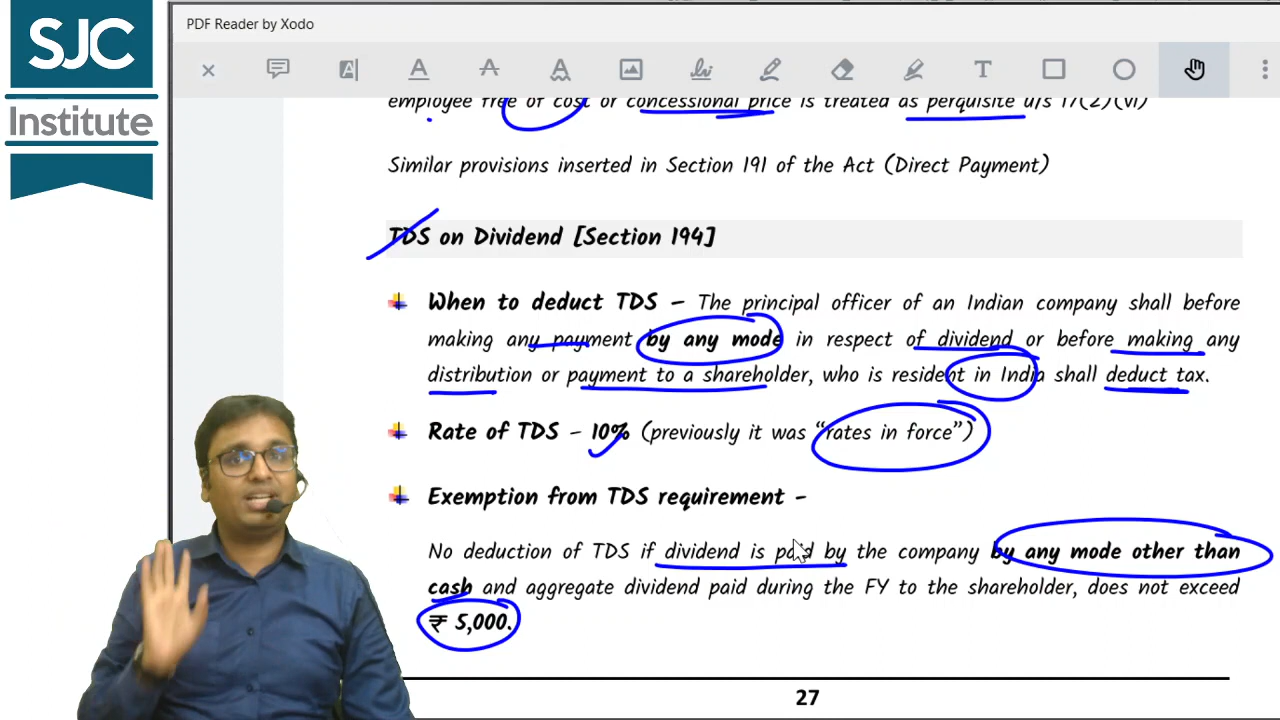 SJC
Institute
PDF Reader by Xodo
employee free of cost or concessional price is treated as perquisite u/s 17(2)(vi)
Similar provisions inserted in Section 191 of the Act (Direct Payment)
TDS on Dividend [Section 194]
When to deduct TDS – The principal officer of an Indian company shall before
making any payment by any mode in respect of dividend or before making any
distribution or payment to a shareholder, who is resident in India shall deduct tax.
Rate of TDS – 10% (previously it was “rates in force”)
Exemption from TDS requirement –
No deduction of TDS if dividend is paid by the company by any mode other than
cash and aggregate dividend paid during the FY to the shareholder, does not exceed
₹ 5,000.
27